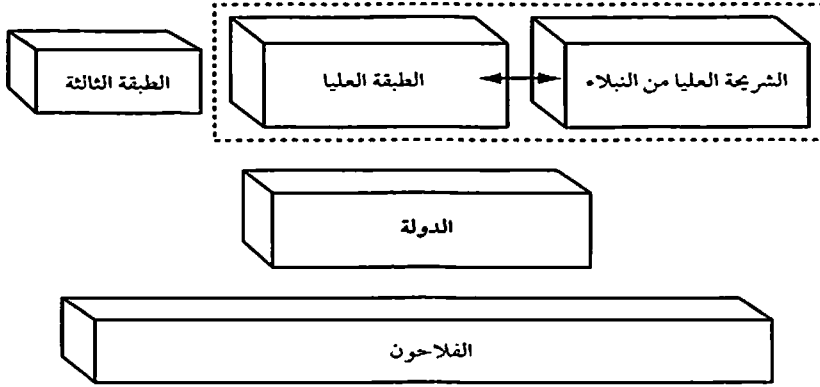 الشريحة العليا من النبلاء
الطبقة العليا
الطبقة الثالثة
الدولة
الفلاحون